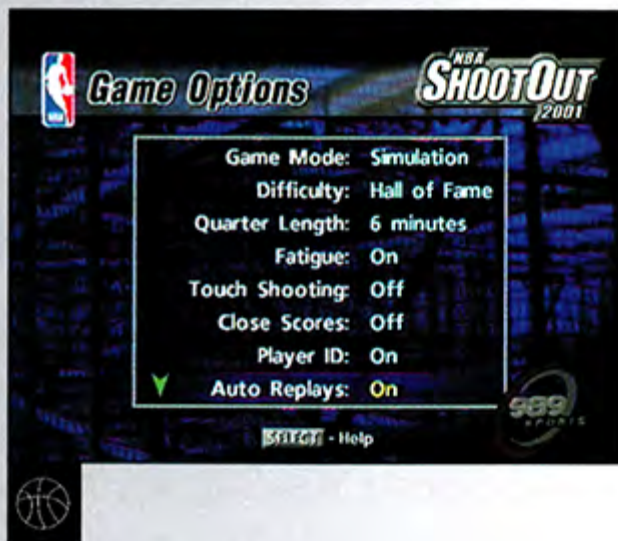 NBA
Game Options
NBA
SHOOTOUT
2001
Game Mode: Simulation
Difficulty: Hall of Fame
Quarter Length: 6 minutes
Fatigue: On
Touch Shooting: Off
Close Scores: Off
Player ID: On
Auto Replays: On
SELECT - Help
989
SPORTS